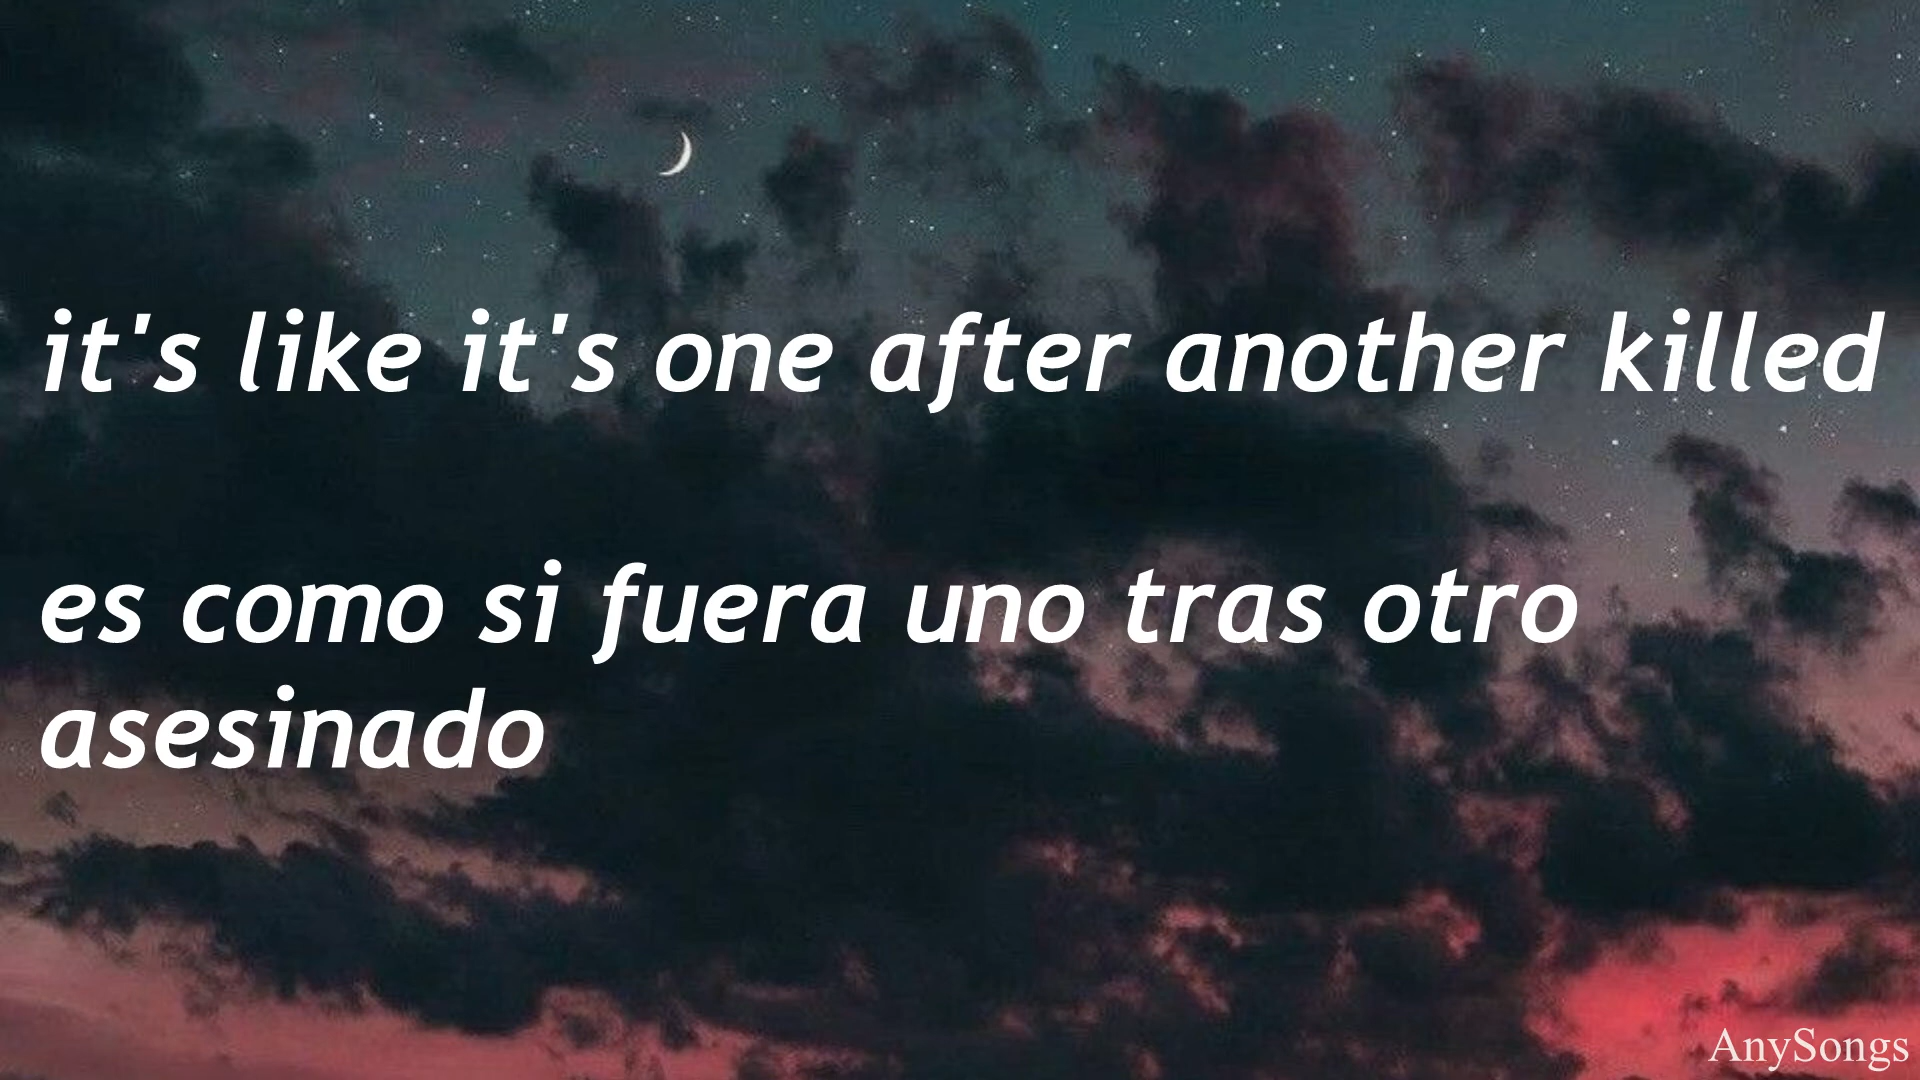 it's like it's one after another killed
es como si fuera uno tras otro
asesinado
AnySongs